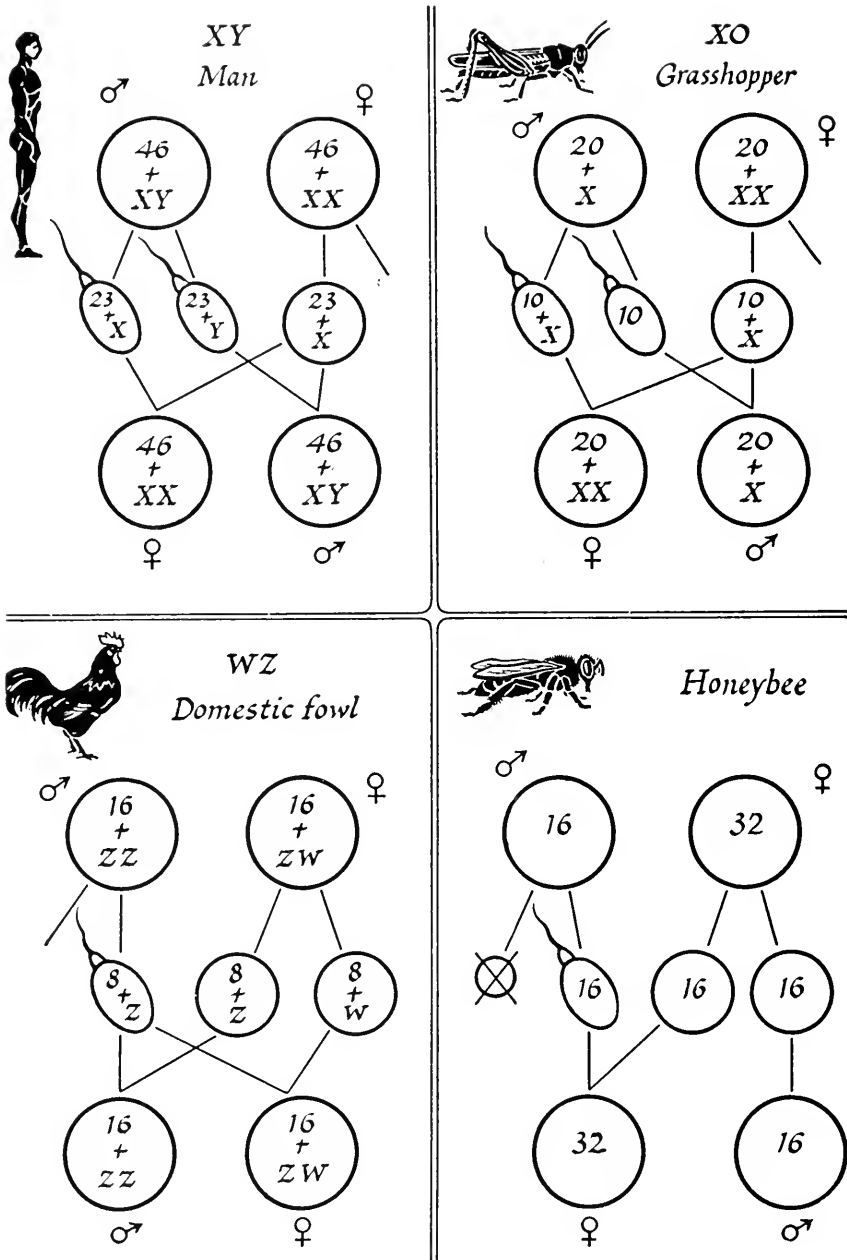 XY
Man
♂ ♀
46
+
XY
46
+
XX
23
+
X
23
+
Y
23
+
X
46
+
XX
46
+
XY
♀ ♂
XO
Grasshopper
♂ ♀
20
+
X
20
+
XX
10
+
X
10
10
+
X
20
+
XX
20
+
X
♀ ♂
WZ
Domestic fowl
♂ ♀
16
+
ZZ
16
+
ZW
8
+
Z
8
+
Z
8
+
W
16
+
ZZ
16
+
ZW
♂ ♀
Honeybee
♂ ♀
16
32
16
16
16
32
16
♀ ♂